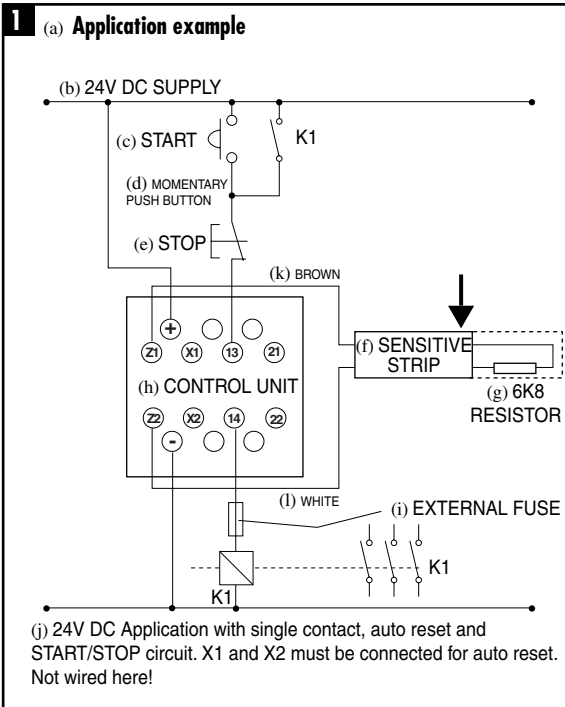 1 (a) Application example
(b) 24V DC SUPPLY
(c) START
K1
(d) MOMENTARY
PUSH BUTTON
(e) STOP
(k) BROWN
+
Z1 X1 13 21
(f) SENSITIVE
STRIP
(h) CONTROL UNIT
(g) 6K8
RESISTOR
Z2 X2 14 22
-
(l) WHITE
(i) EXTERNAL FUSE
K1
K1
(j) 24V DC Application with single contact, auto reset and
START/STOP circuit. X1 and X2 must be connected for auto reset.
Not wired here!